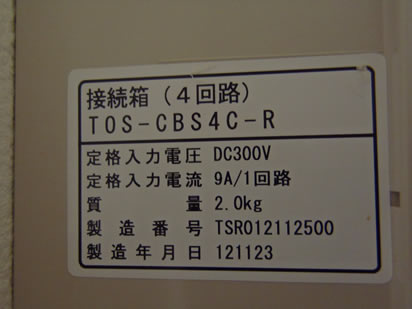 接続箱（4回路）
TOS-CBS4C-R
定格入力電圧 DC300V
定格入力電流 9A/1回路
質量 2.0kg
製造番号 TSR012112500
製造年月日 121123